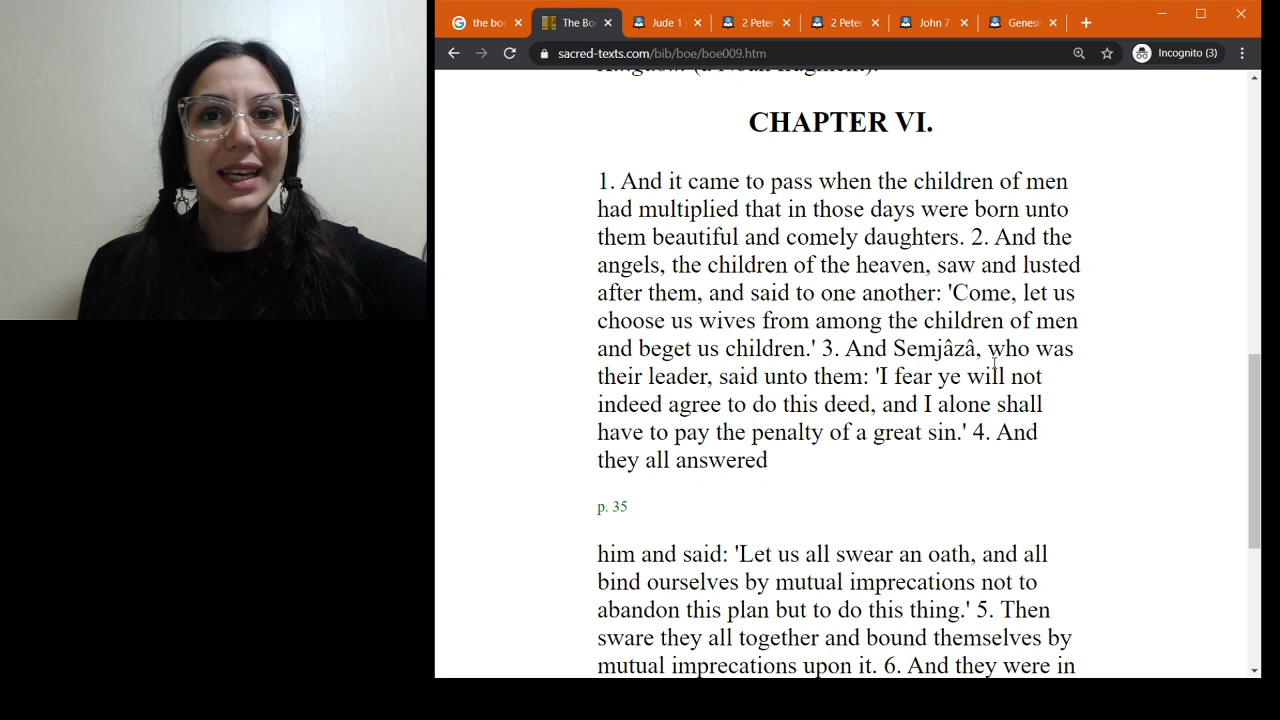 the bo
The Bo
Jude 1
2 Peter
2 Peter
John 7
Genesi
sacred-texts.com/bib/boe/boe009.htm
Incognito (3)
(a Noah fragment).
CHAPTER VI.
1. And it came to pass when the children of men
had multiplied that in those days were born unto
them beautiful and comely daughters. 2. And the
angels, the children of the heaven, saw and lusted
after them, and said to one another: 'Come, let us
choose us wives from among the children of men
and beget us children.' 3. And Semjâzâ, who was
their leader, said unto them: 'I fear ye will not
indeed agree to do this deed, and I alone shall
have to pay the penalty of a great sin.' 4. And
they all answered
p. 35
him and said: 'Let us all swear an oath, and all
bind ourselves by mutual imprecations not to
abandon this plan but to do this thing.' 5. Then
sware they all together and bound themselves by
mutual imprecations upon it. 6. And they were in